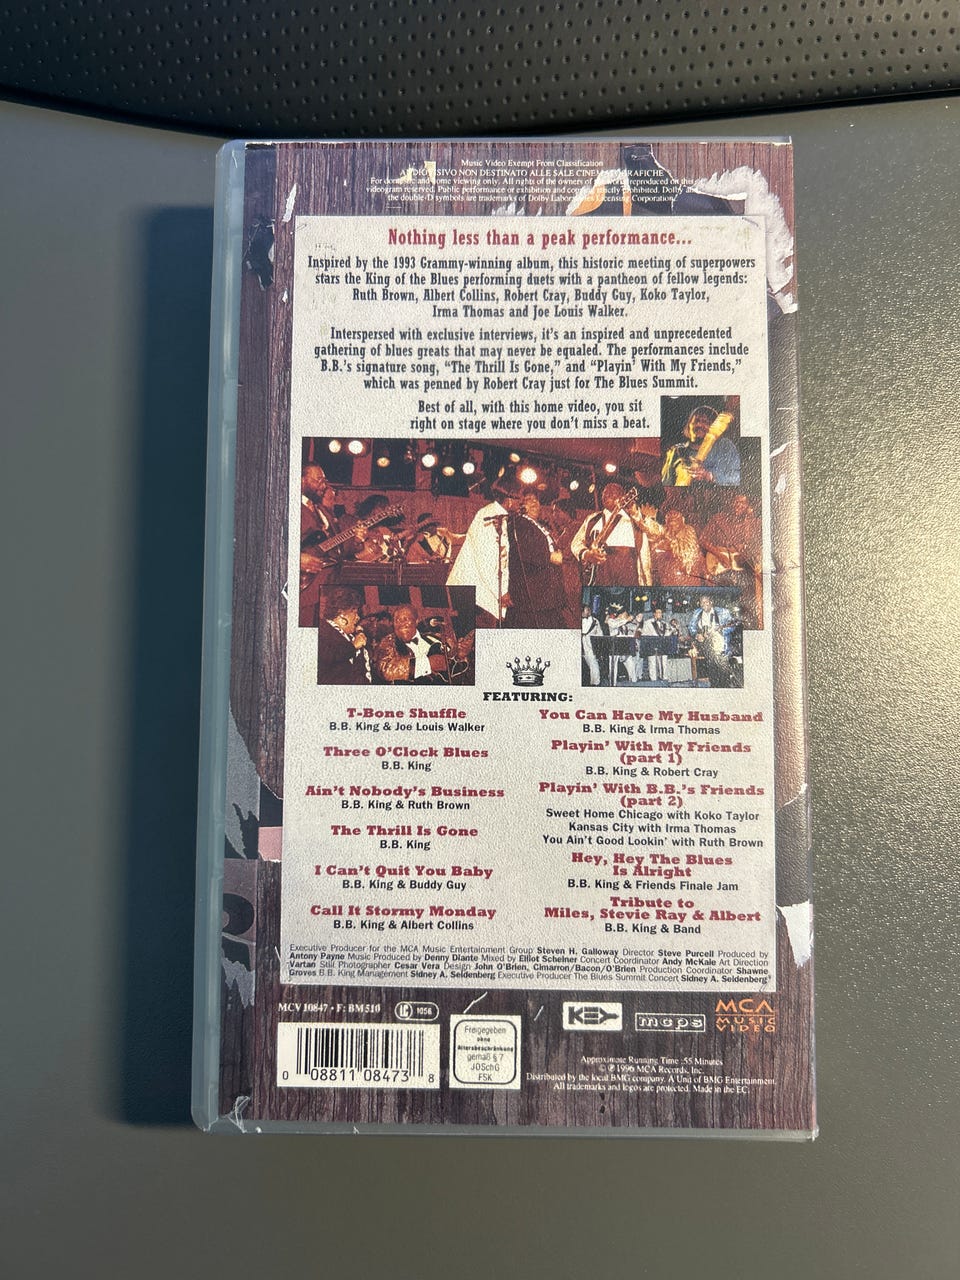 Music Video Exempt From Classification
AUDIOVISIVO NON DESTINATO ALLE SALE CINEMATOGRAFICHE
For domestic and home viewing only. All rights of the owners of the works reproduced on this
videogram reserved. Public performance or exhibition and copying strictly prohibited. Dolby and
the double-D symbols are trademarks of Dolby Laboratories Licensing Corporation.
Nothing less than a peak performance...
Inspired by the 1993 Grammy-winning album, this historic meeting of superpowers
stars the King of the Blues performing duets with a pantheon of fellow legends:
Ruth Brown, Albert Collins, Robert Cray, Buddy Guy, Koko Taylor,
Irma Thomas and Joe Louis Walker.
Interspersed with exclusive interviews, it's an inspired and unprecedented
gathering of blues greats that may never be equaled. The performances include
B.B.'s signature song, “The Thrill Is Gone,” and “Playin' With My Friends,”
which was penned by Robert Cray just for The Blues Summit.
Best of all, with this home video, you sit
right on stage where you don't miss a beat.
FEATURING:
T-Bone Shuffle
B.B. King & Joe Louis Walker
Three O'Clock Blues
B.B. King
Ain't Nobody's Business
B.B. King & Ruth Brown
The Thrill Is Gone
B.B. King
I Can't Quit You Baby
B.B. King & Buddy Guy
Call It Stormy Monday
B.B. King & Albert Collins
You Can Have My Husband
B.B. King & Irma Thomas
Playin' With My Friends
(part 1)
B.B. King & Robert Cray
Playin' With B.B.'s Friends
(part 2)
Sweet Home Chicago with Koko Taylor
Kansas City with Irma Thomas
You Ain't Good Lookin' with Ruth Brown
Hey, Hey The Blues
Is Alright
B.B. King & Friends Finale Jam
Tribute to
Miles, Stevie Ray & Albert
B.B. King & Band
Executive Producer for the MCA Music Entertainment Group Steven H. Galloway Director Steve Purcell Produced by
Antony Payne Music Produced by Denny Diante Mixed by Elliot Scheiner Concert Coordinator Andy McKaie Art Direction
Vartan Still Photographer Cesar Vera Design John O'Brien, Cimarron/Bacon/O'Brien Production Coordinator Shawne
Groves B.B. King Management Sidney A. Seidenberg Executive Producer The Blues Summit Concert Sidney A. Seidenberg
MCV 10847 • F: BM 510
LC 1056
0 08811 08473 8
Freigegeben
ohne
Altersbeschränkung
gemäß § 7
JÖSchG
FSK
KEY
mcps
MCA
MUSIC
VIDEO
Approximate Running Time :55 Minutes
© ℗ 1996 MCA Records, Inc.
Distributed by the local BMG company. A Unit of BMG Entertainment.
All trademarks and logos are protected. Made in the EC.